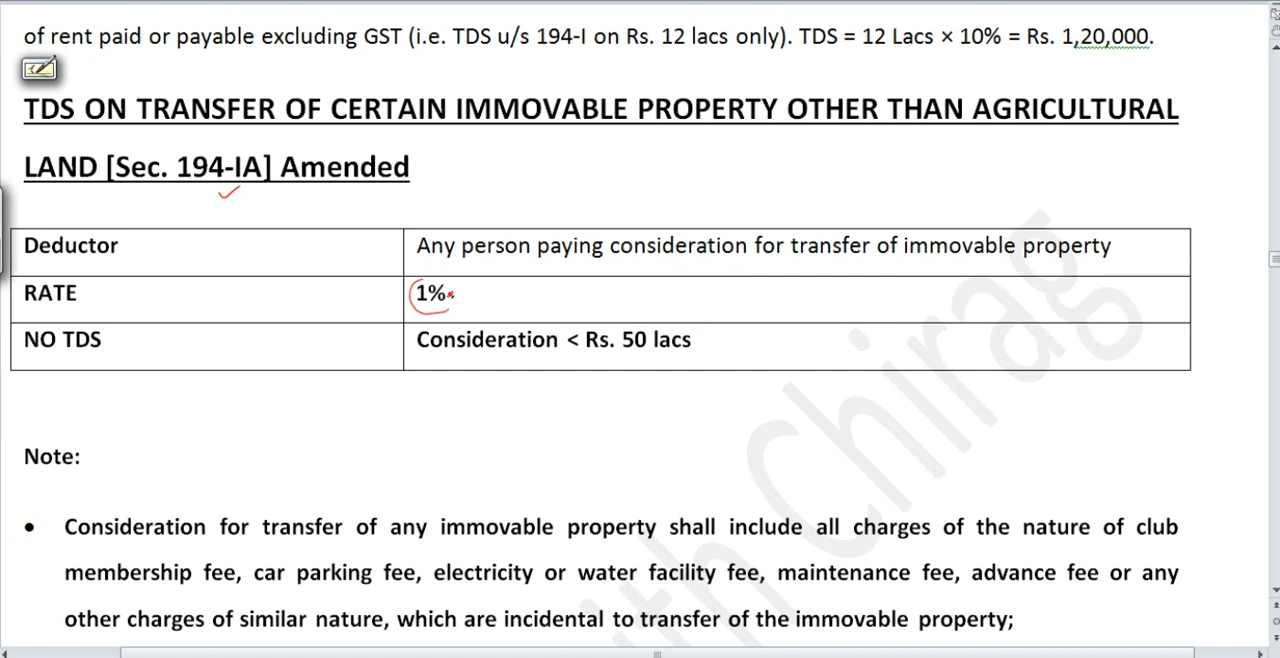 of rent paid or payable excluding GST (i.e. TDS u/s 194-I on Rs. 12 lacs only). TDS = 12 Lacs × 10% = Rs. 1,20,000.
TDS ON TRANSFER OF CERTAIN IMMOVABLE PROPERTY OTHER THAN AGRICULTURAL
LAND [Sec. 194-IA] Amended
Deductor Any person paying consideration for transfer of immovable property
RATE 1%
NO TDS Consideration < Rs. 50 lacs
Note:
• Consideration for transfer of any immovable property shall include all charges of the nature of club
membership fee, car parking fee, electricity or water facility fee, maintenance fee, advance fee or any
other charges of similar nature, which are incidental to transfer of the immovable property;
ith Chirag